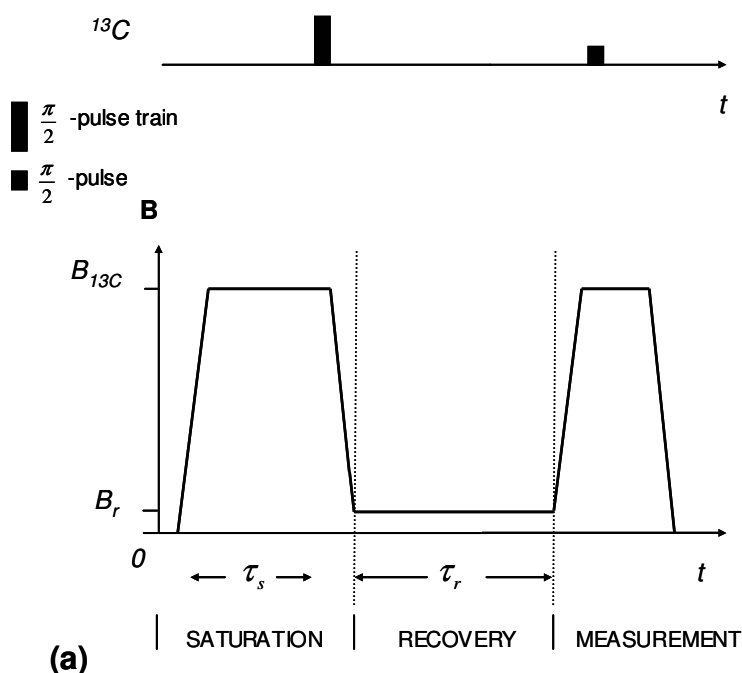 13C
t
π/2 -pulse train
π/2 -pulse
B
B13C
Br
0
τs
τr
t
SATURATION RECOVERY MEASUREMENT
(a)